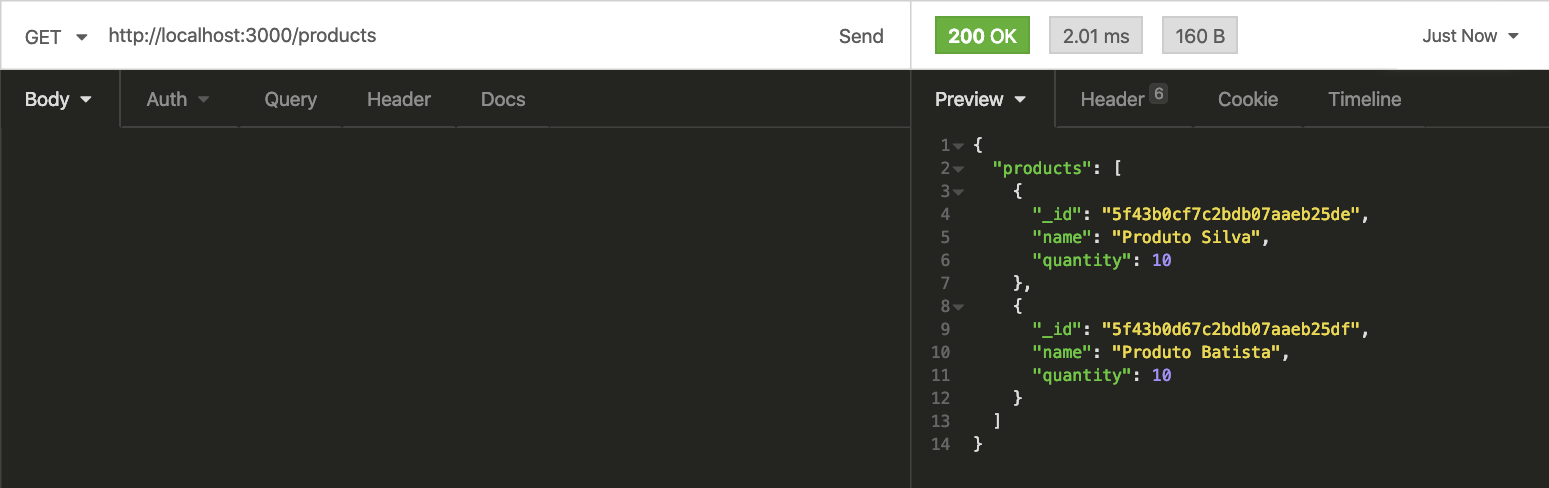 GET http://localhost:3000/products Send 200 OK 2.01 ms 160 B Just Now
Body Auth Query Header Docs Preview Header 6 Cookie Timeline
1 {
2 "products": [
3 {
4 "_id": "5f43b0cf7c2bdb07aaeb25de",
5 "name": "Produto Silva",
6 "quantity": 10
7 },
8 {
9 "_id": "5f43b0d67c2bdb07aaeb25df",
10 "name": "Produto Batista",
11 "quantity": 10
12 }
13 ]
14 }